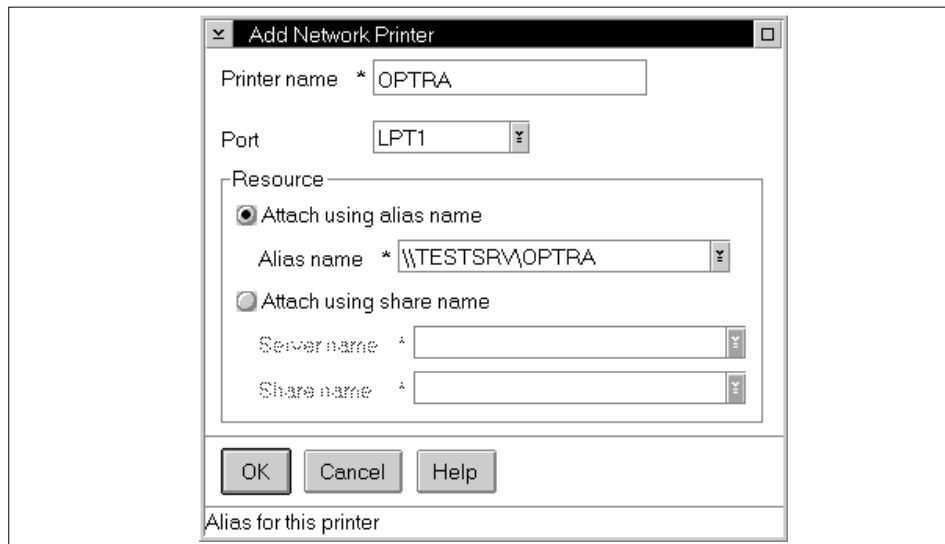 Add Network Printer
Printer name * OPTRA
Port LPT1
Resource
Attach using alias name
Alias name * \\TESTSRV\OPTRA
Attach using share name
Server name *
Share name *
OK Cancel Help
Alias for this printer